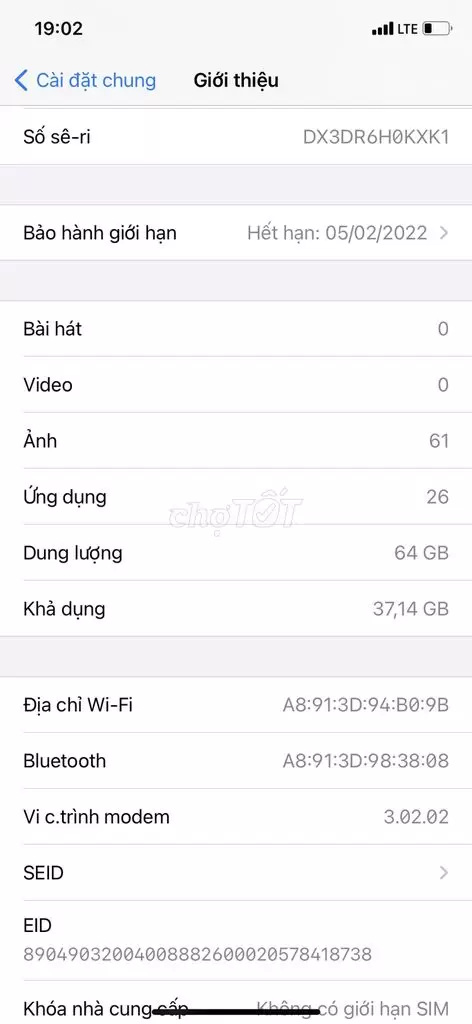 19:02
LTE
Cài đặt chung
Giới thiệu
Số sê-ri DX3DR6H0KXK1
Bảo hành giới hạn Hết hạn: 05/02/2022
Bài hát 0
Video 0
Ảnh 61
Ứng dụng 26
chợTỐT
Dung lượng 64 GB
Khả dụng 37,14 GB
Địa chỉ Wi-Fi A8:91:3D:94:B0:9B
Bluetooth A8:91:3D:98:38:08
Vi c.trình modem 3.02.02
SEID
EID
89049032004008882600020578418738
Khóa nhà cung cấp Không có giới hạn SIM